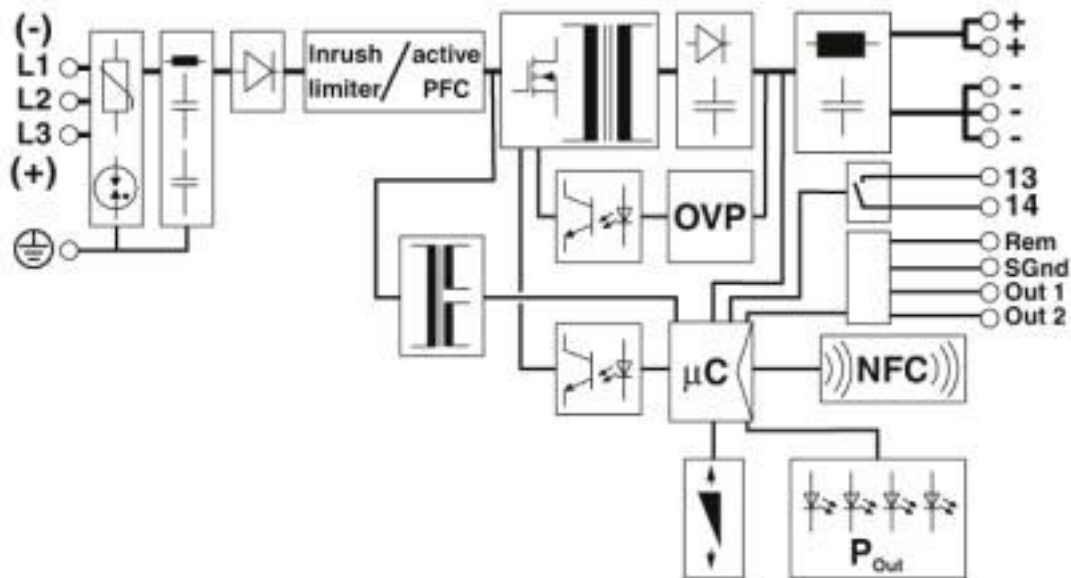 (-)
L1
L2
L3
(+)
Inrush / active
limiter / PFC
+
+
-
-
-
13
14
OVP
Rem
SGnd
Out 1
Out 2
µC
NFC
P Out